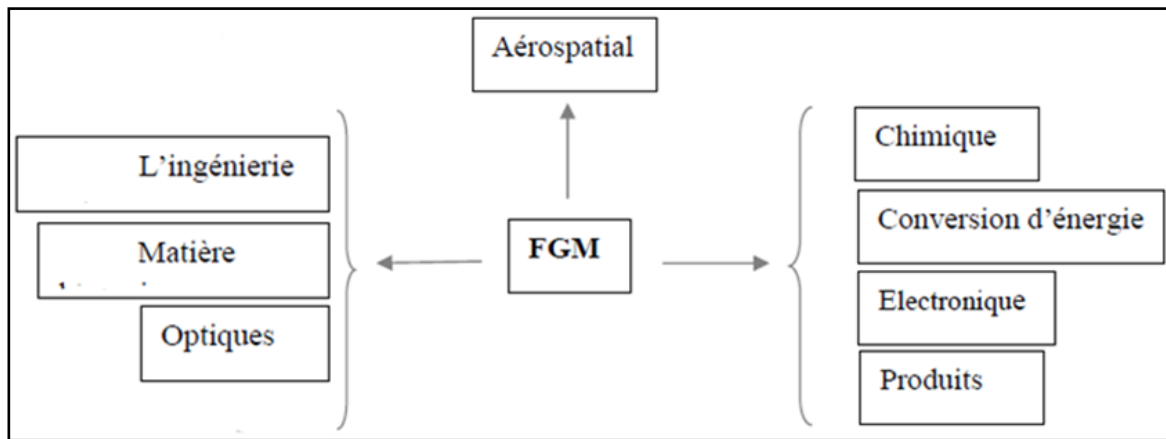 Aérospatial
L'ingénierie
Matière
Optiques
FGM
Chimique
Conversion d'énergie
Electronique
Produits